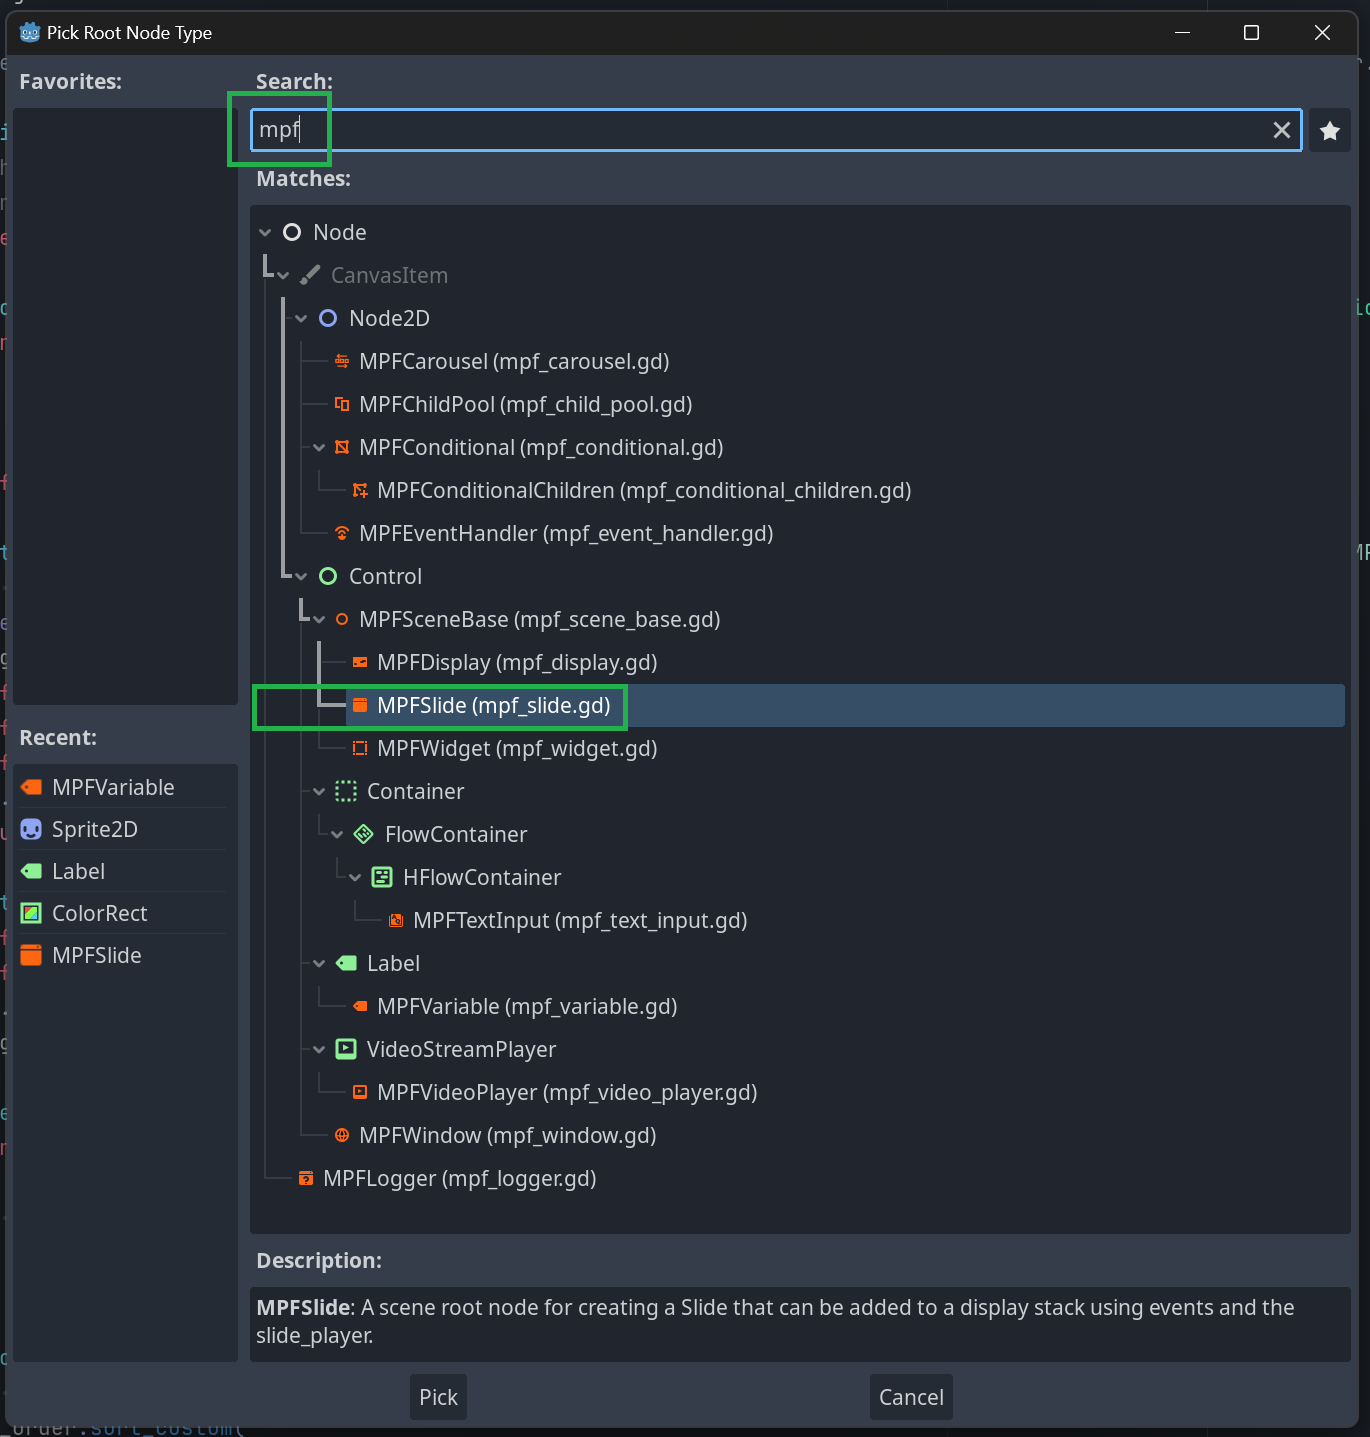 Pick Root Node Type
Favorites:
Search:
mpf
Matches:
Node
CanvasItem
Node2D
MPFCarousel (mpf_carousel.gd)
MPFChildPool (mpf_child_pool.gd)
MPFConditional (mpf_conditional.gd)
MPFConditionalChildren (mpf_conditional_children.gd)
MPFEventHandler (mpf_event_handler.gd)
Control
MPFSceneBase (mpf_scene_base.gd)
MPFDisplay (mpf_display.gd)
MPFSlide (mpf_slide.gd)
MPFWidget (mpf_widget.gd)
Container
FlowContainer
HFlowContainer
MPFTextInput (mpf_text_input.gd)
Label
MPFVariable (mpf_variable.gd)
VideoStreamPlayer
MPFVideoPlayer (mpf_video_player.gd)
MPFWindow (mpf_window.gd)
MPFLogger (mpf_logger.gd)
Recent:
MPFVariable
Sprite2D
Label
ColorRect
MPFSlide
Description:
MPFSlide: A scene root node for creating a Slide that can be added to a display stack using events and the
slide_player.
Pick
Cancel
_order.sort_custom(